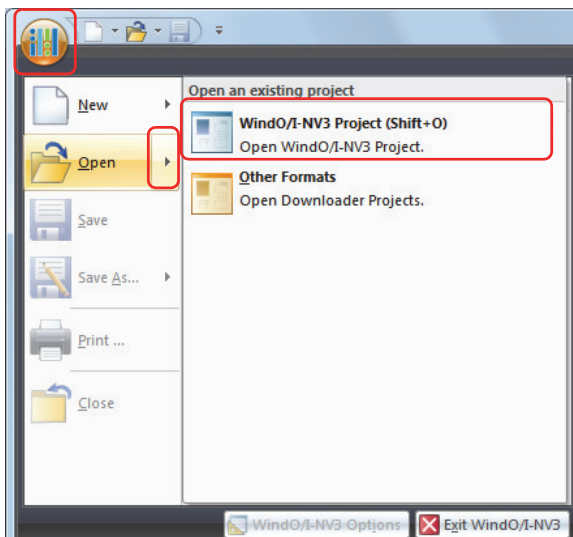 New
Open
Save
Save As...
Print ...
Close
Open an existing project
WindO/I-NV3 Project (Shift+O)
Open WindO/I-NV3 Project.
Other Formats
Open Downloader Projects.
WindO/I-NV3 Options
Exit WindO/I-NV3